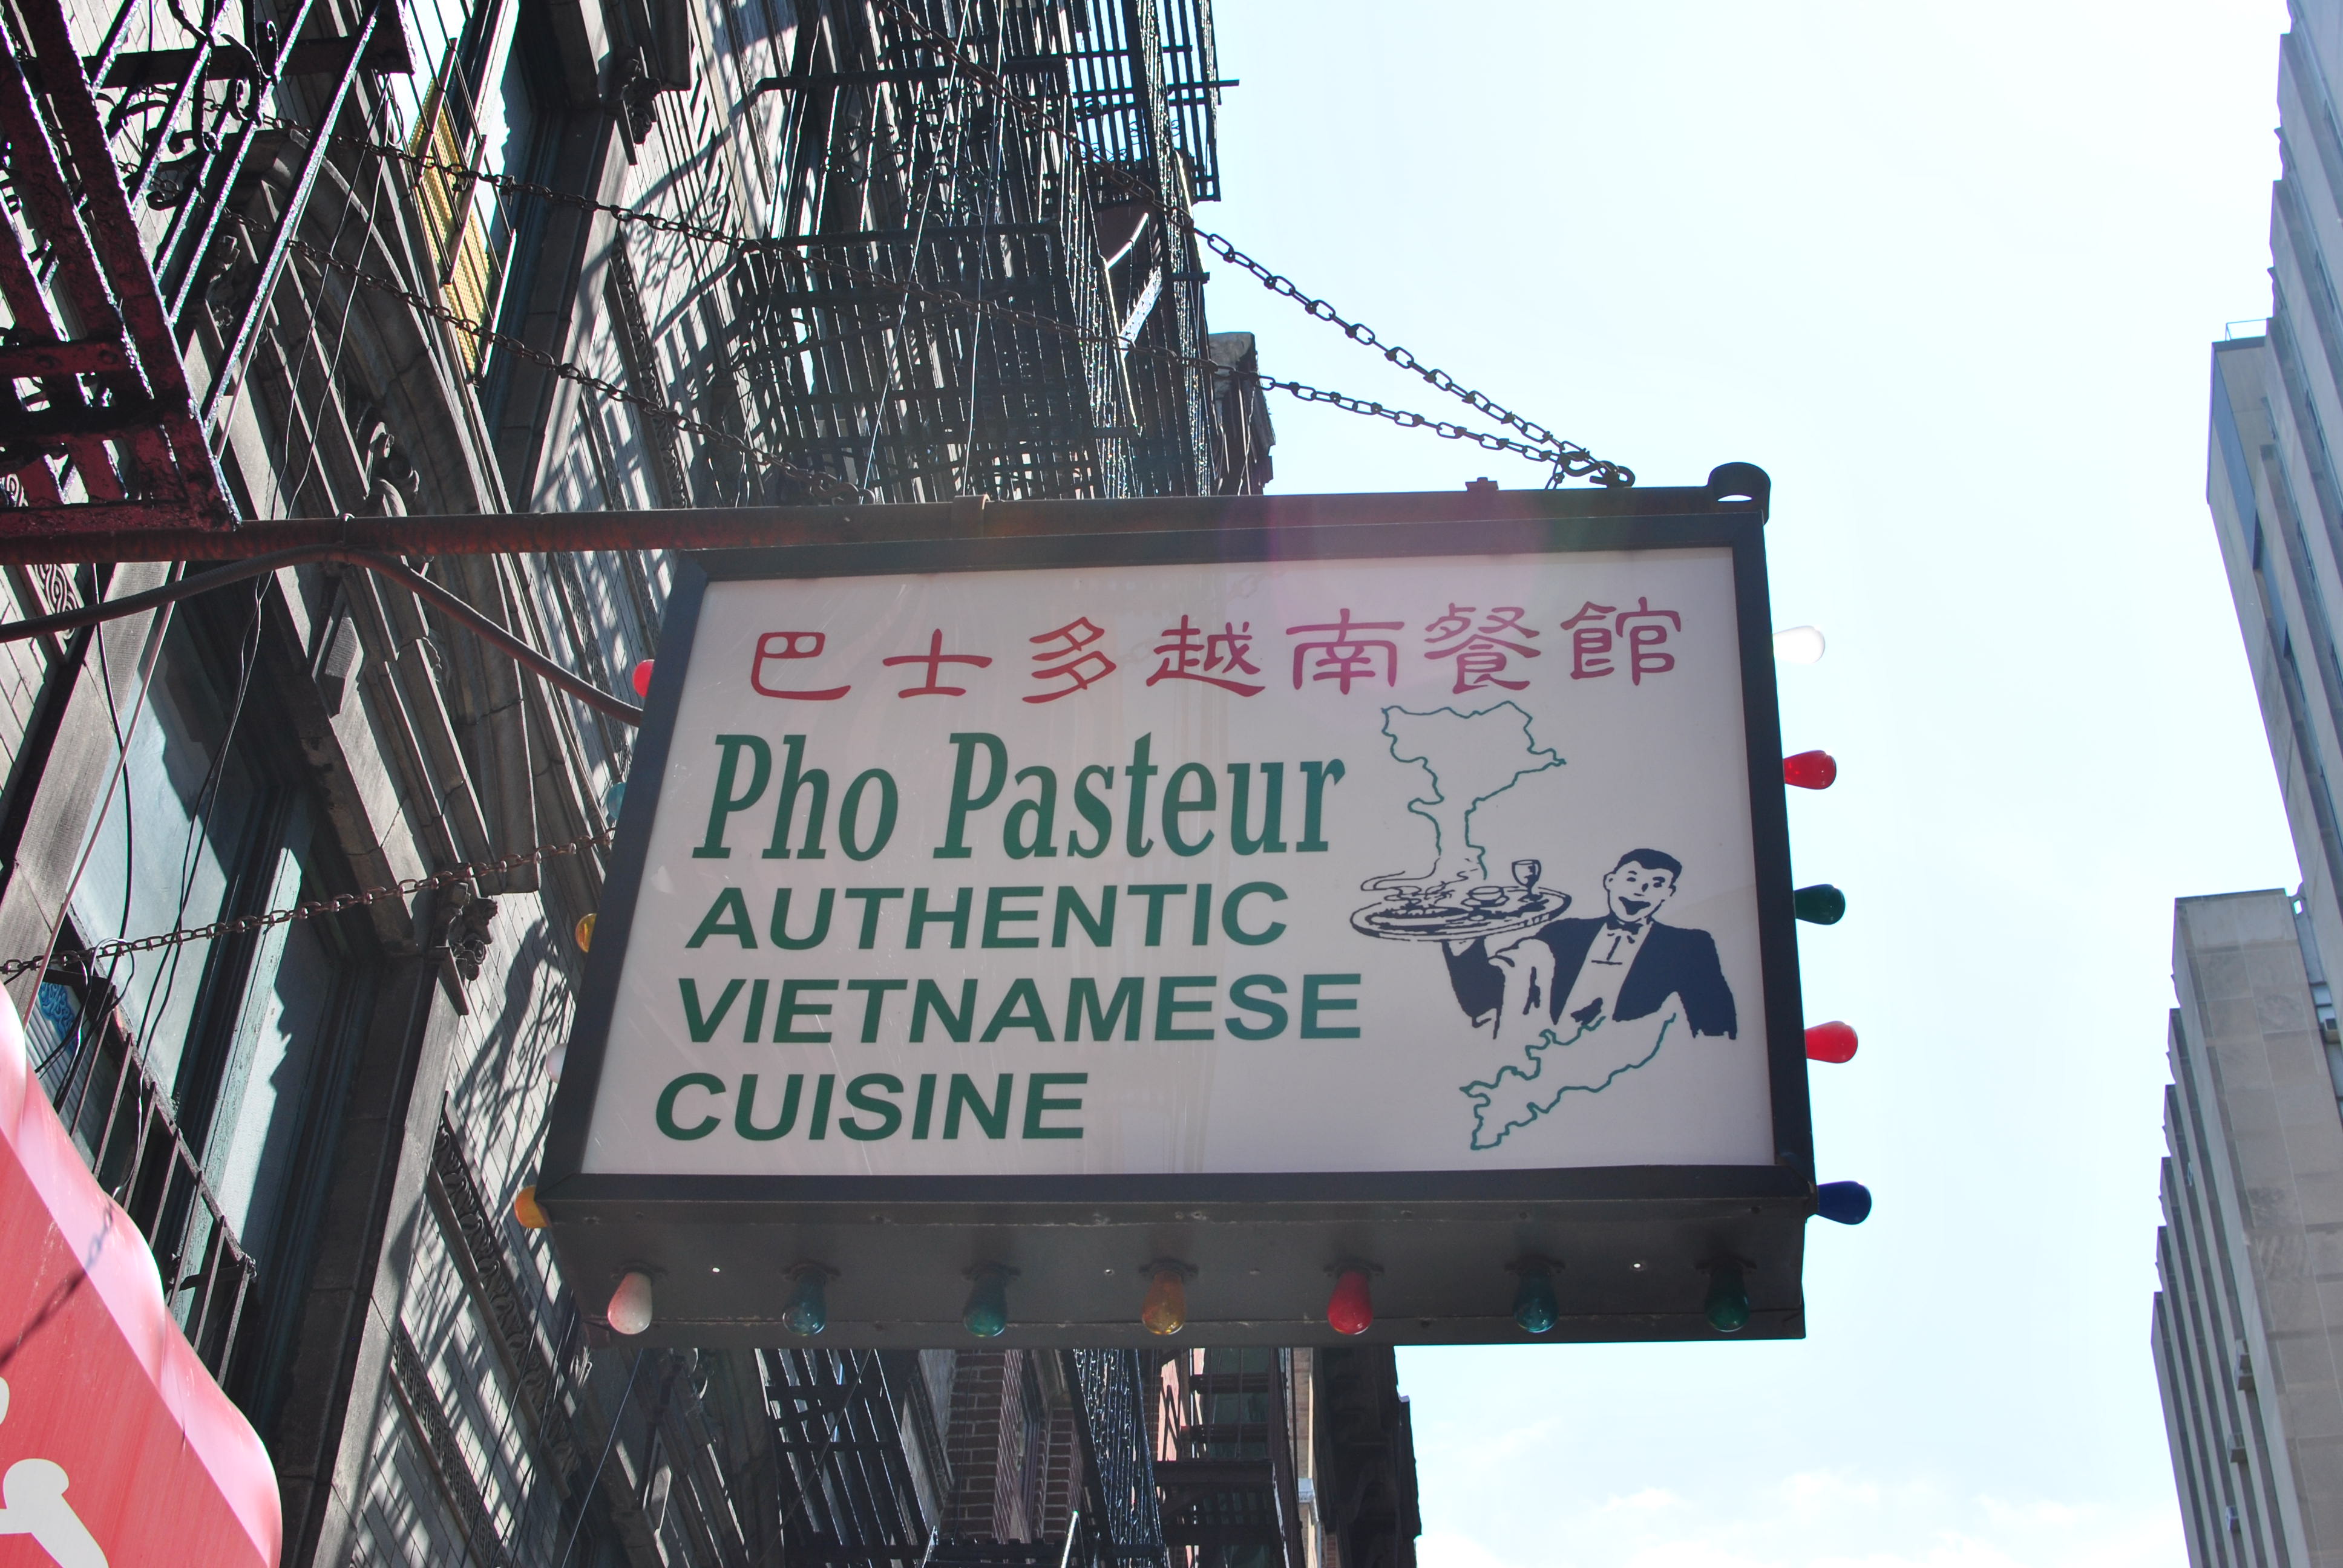 巴士多越南餐館
Pho Pasteur
AUTHENTIC
VIETNAMESE
CUISINE